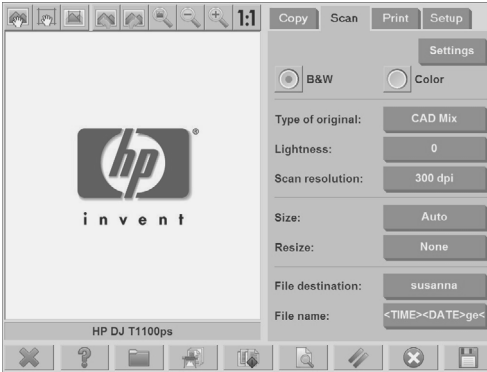 1:1
Copy Scan Print Setup
Settings
B&W Color
Type of original: CAD Mix
Lightness: 0
Scan resolution: 300 dpi
Size: Auto
Resize: None
File destination: susanna
File name: <TIME><DATE>ge<
hp ®
invent
HP DJ T1100ps
?